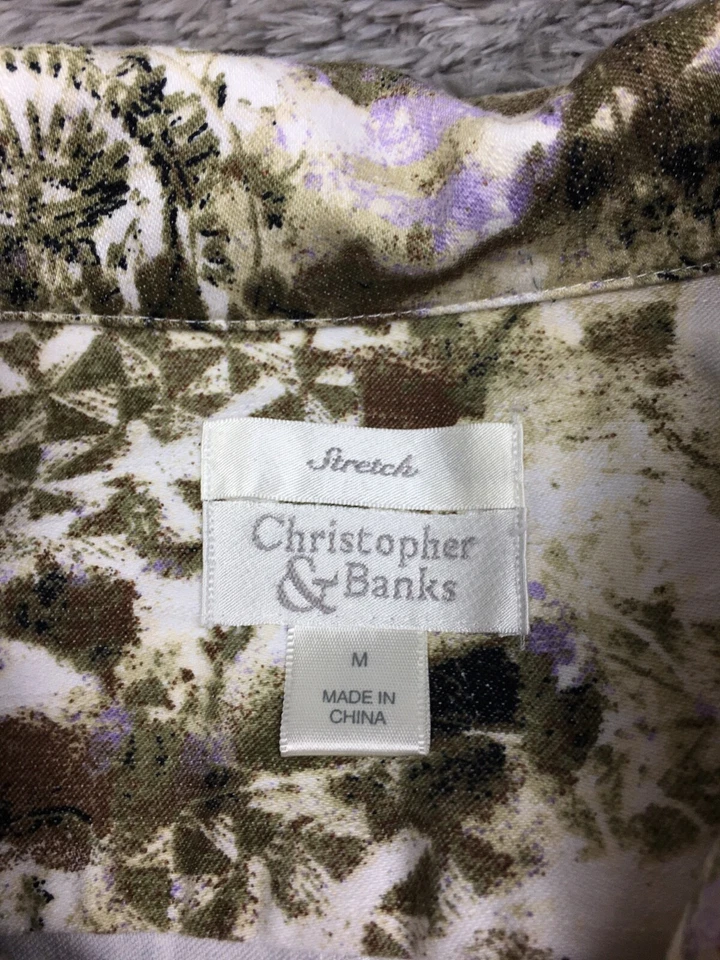 Stretch
Christopher
& Banks
M
MADE IN
CHINA